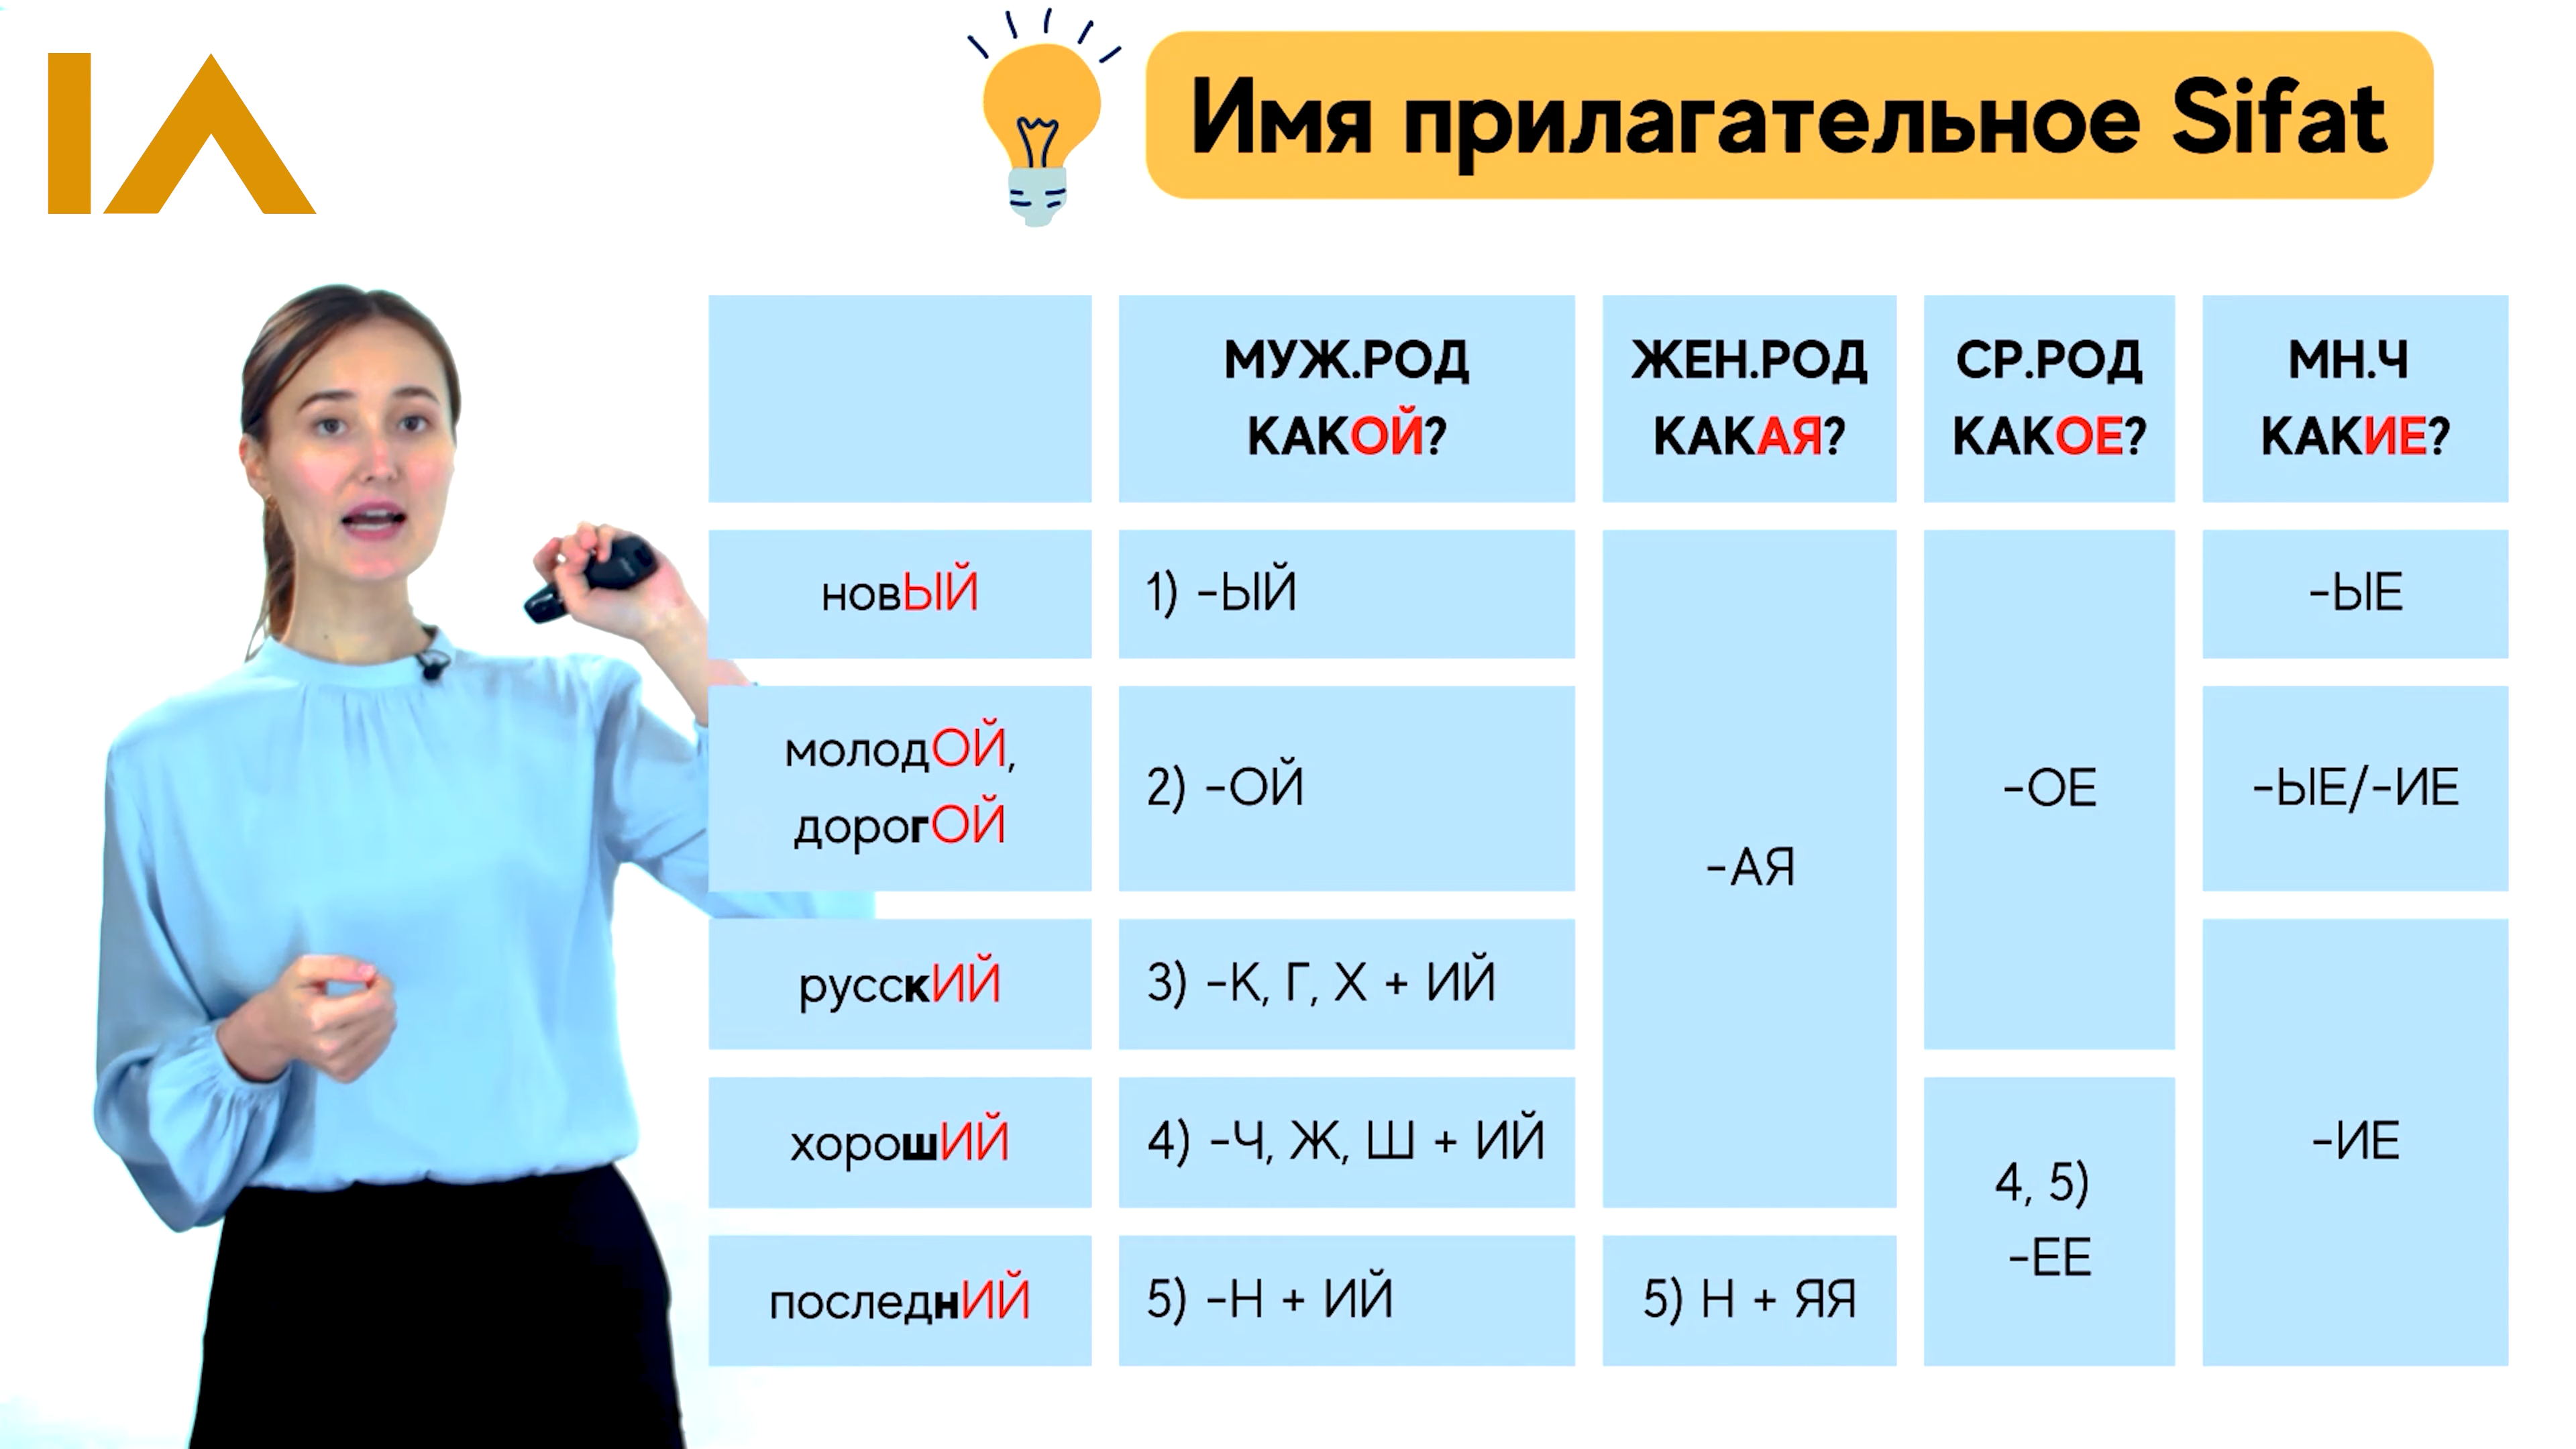 Имя прилагательное Sifat
МУЖ.РОД
КАКОЙ?
ЖЕН.РОД
КАКАЯ?
СР.РОД
КАКОЕ?
МН.Ч
КАКИЕ?
новЫЙ
1) -ЫЙ
-АЯ
-ОЕ
-ЫЕ
молодОЙ,
дорогОЙ
2) -ОЙ
-ЫЕ/-ИЕ
русскИЙ
3) -К, Г, Х + ИЙ
-ИЕ
хорошИЙ
4) -Ч, Ж, Ш + ИЙ
4, 5)
-ЕЕ
последнИЙ
5) -Н + ИЙ
5) Н + ЯЯ